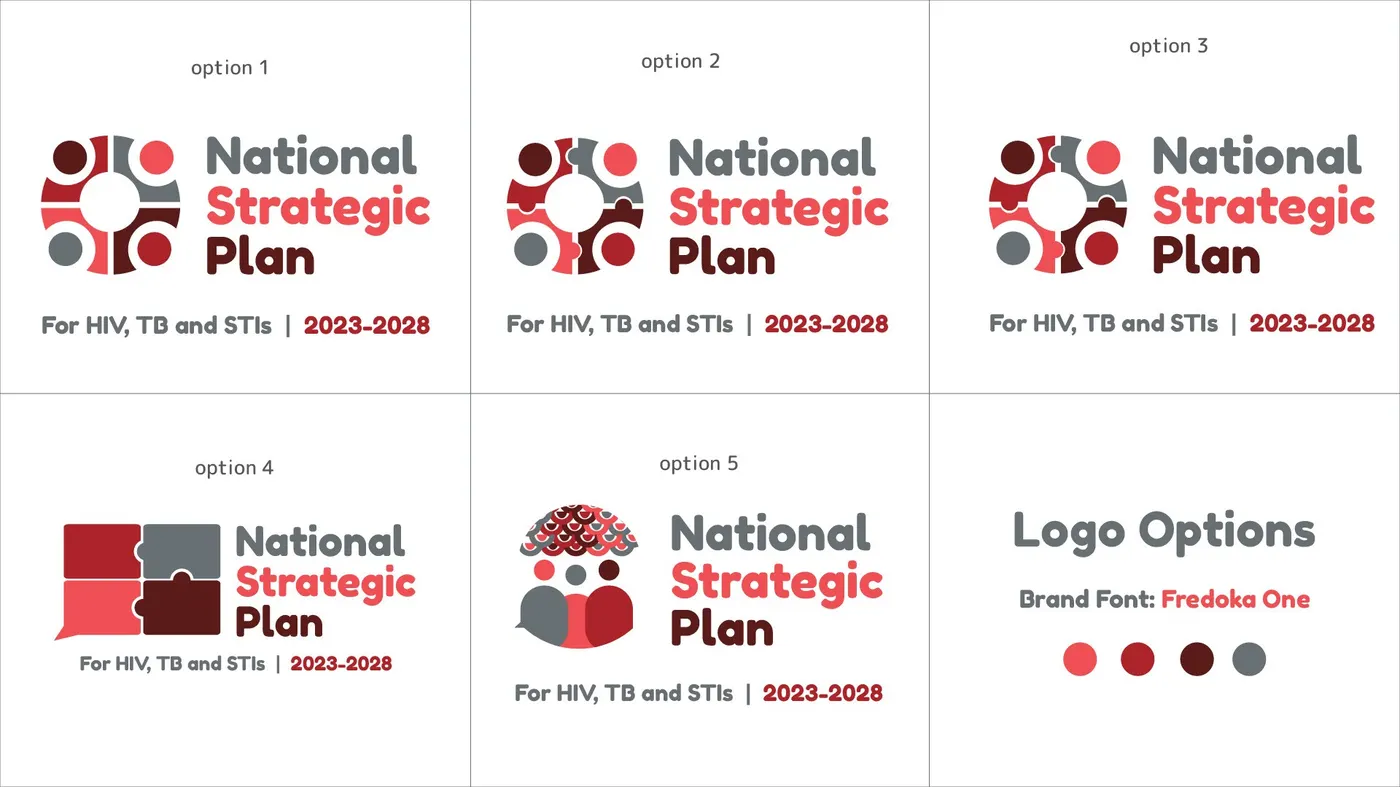 option 1
National
Strategic
Plan
For HIV, TB and STIs | 2023-2028
option 2
National
Strategic
Plan
For HIV, TB and STIs | 2023-2028
option 3
National
Strategic
Plan
For HIV, TB and STIs | 2023-2028
option 4
National
Strategic
Plan
For HIV, TB and STIs | 2023-2028
option 5
National
Strategic
Plan
For HIV, TB and STIs | 2023-2028
Logo Options
Brand Font: Fredoka One